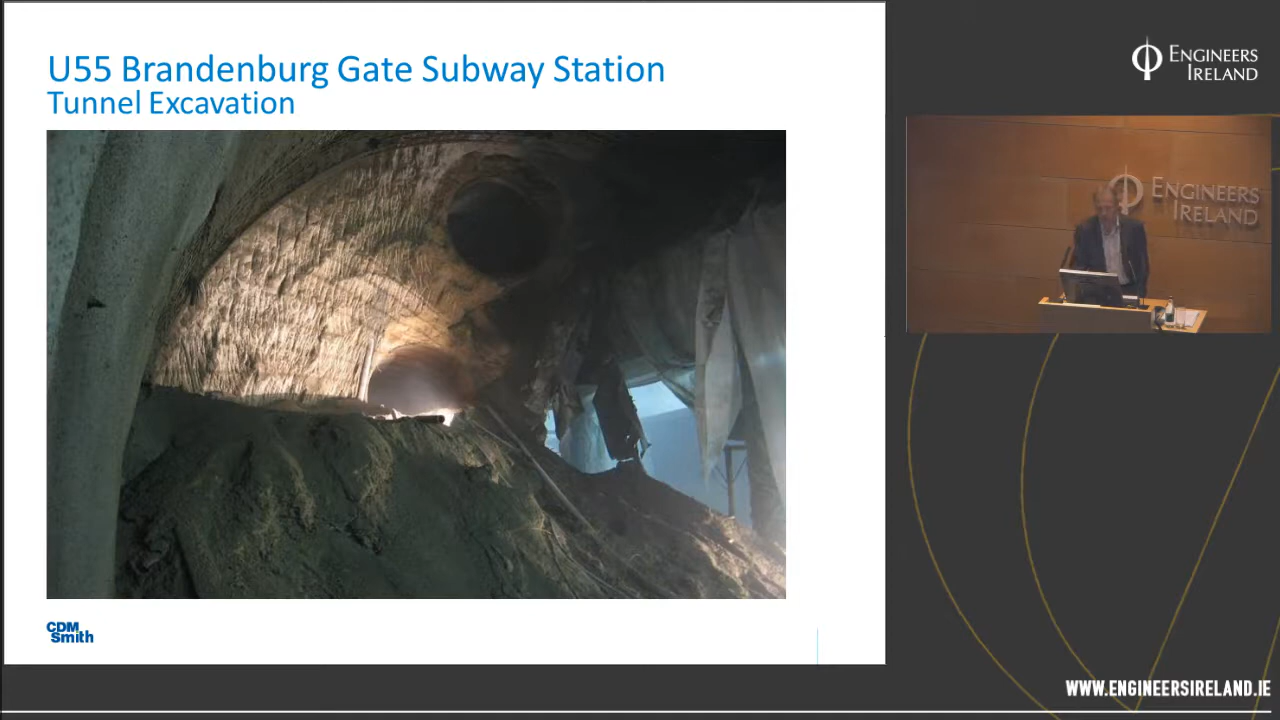 U55 Brandenburg Gate Subway Station
Tunnel Excavation
CDM
Smith
ENGINEERS
IRELAND
ENGINEERS
IRELAND
WWW.ENGINEERSIRELAND.IE